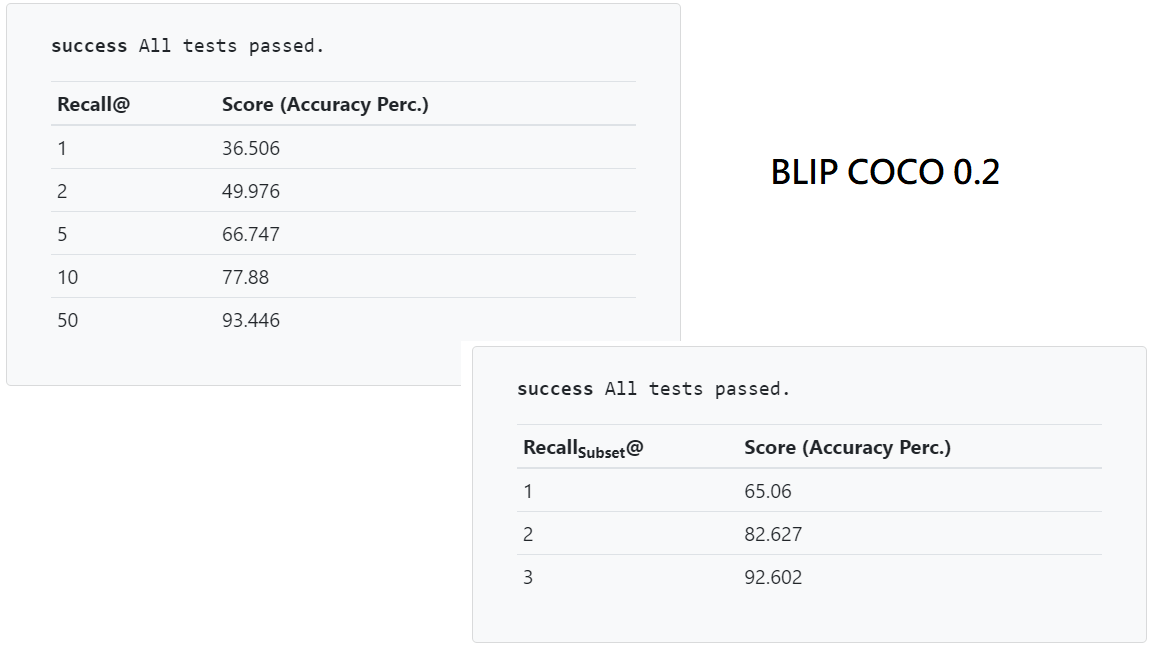 success All tests passed.
Recall@ Score (Accuracy Perc.)
1 36.506
2 49.976
5 66.747
10 77.88
50 93.446
BLIP COCO 0.2
success All tests passed.
RecallSubset@ Score (Accuracy Perc.)
1 65.06
2 82.627
3 92.602